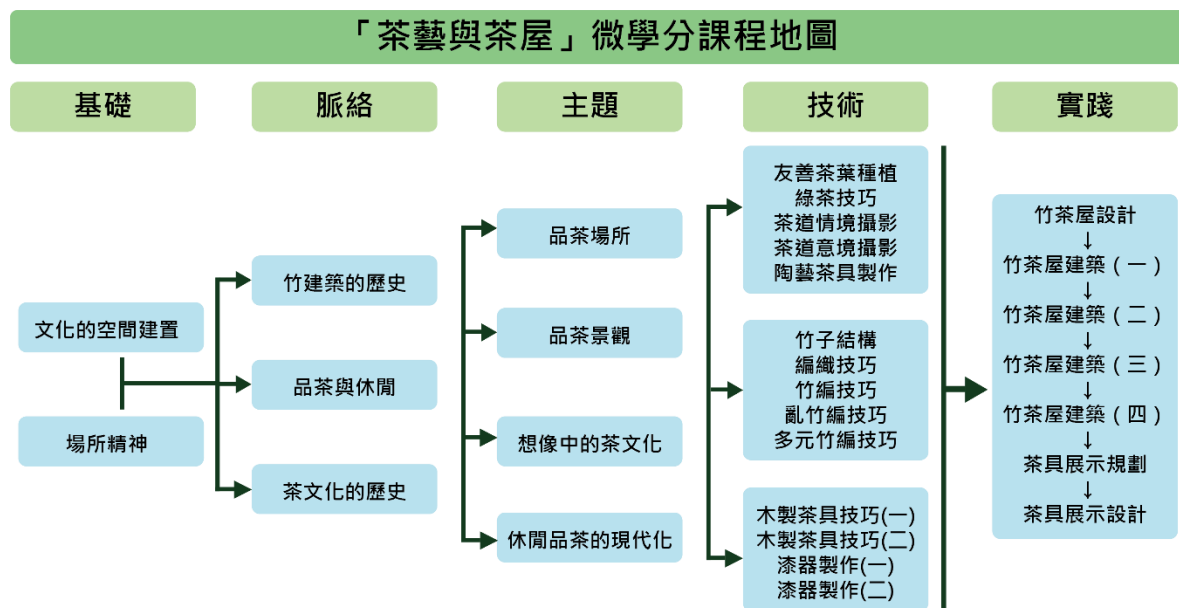 「茶藝與茶屋」微學分課程地圖
基礎
脈絡
主題
技術
實踐
文化的空間建置
場所精神
竹建築的歷史
品茶與休閒
茶文化的歷史
品茶場所
品茶景觀
想像中的茶文化
休閒品茶的現代化
友善茶葉種植
綠茶技巧
茶道情境攝影
茶道意境攝影
陶藝茶具製作
竹子結構
編織技巧
竹編技巧
亂竹編技巧
多元竹編技巧
木製茶具技巧(一)
木製茶具技巧(二)
漆器製作(一)
漆器製作(二)
竹茶屋設計
↓
竹茶屋建築（一）
↓
竹茶屋建築（二）
↓
竹茶屋建築（三）
↓
竹茶屋建築（四）
↓
茶具展示規劃
↓
茶具展示設計